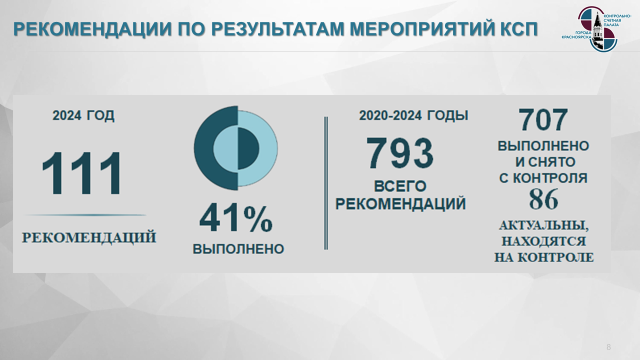 РЕКОМЕНДАЦИИ ПО РЕЗУЛЬТАТАМ МЕРОПРИЯТИЙ КСП
КОНТРОЛЬНО-
СЧЕТНАЯ
ПАЛАТА
ГОРОДА
КРАСНОЯРСКА
2024 ГОД
111
РЕКОМЕНДАЦИЙ
41%
ВЫПОЛНЕНО
2020-2024 ГОДЫ
793
ВСЕГО
РЕКОМЕНДАЦИЙ
707
ВЫПОЛНЕНО
И СНЯТО
С КОНТРОЛЯ
86
АКТУАЛЬНЫ,
НАХОДЯТСЯ
НА КОНТРОЛЕ
6